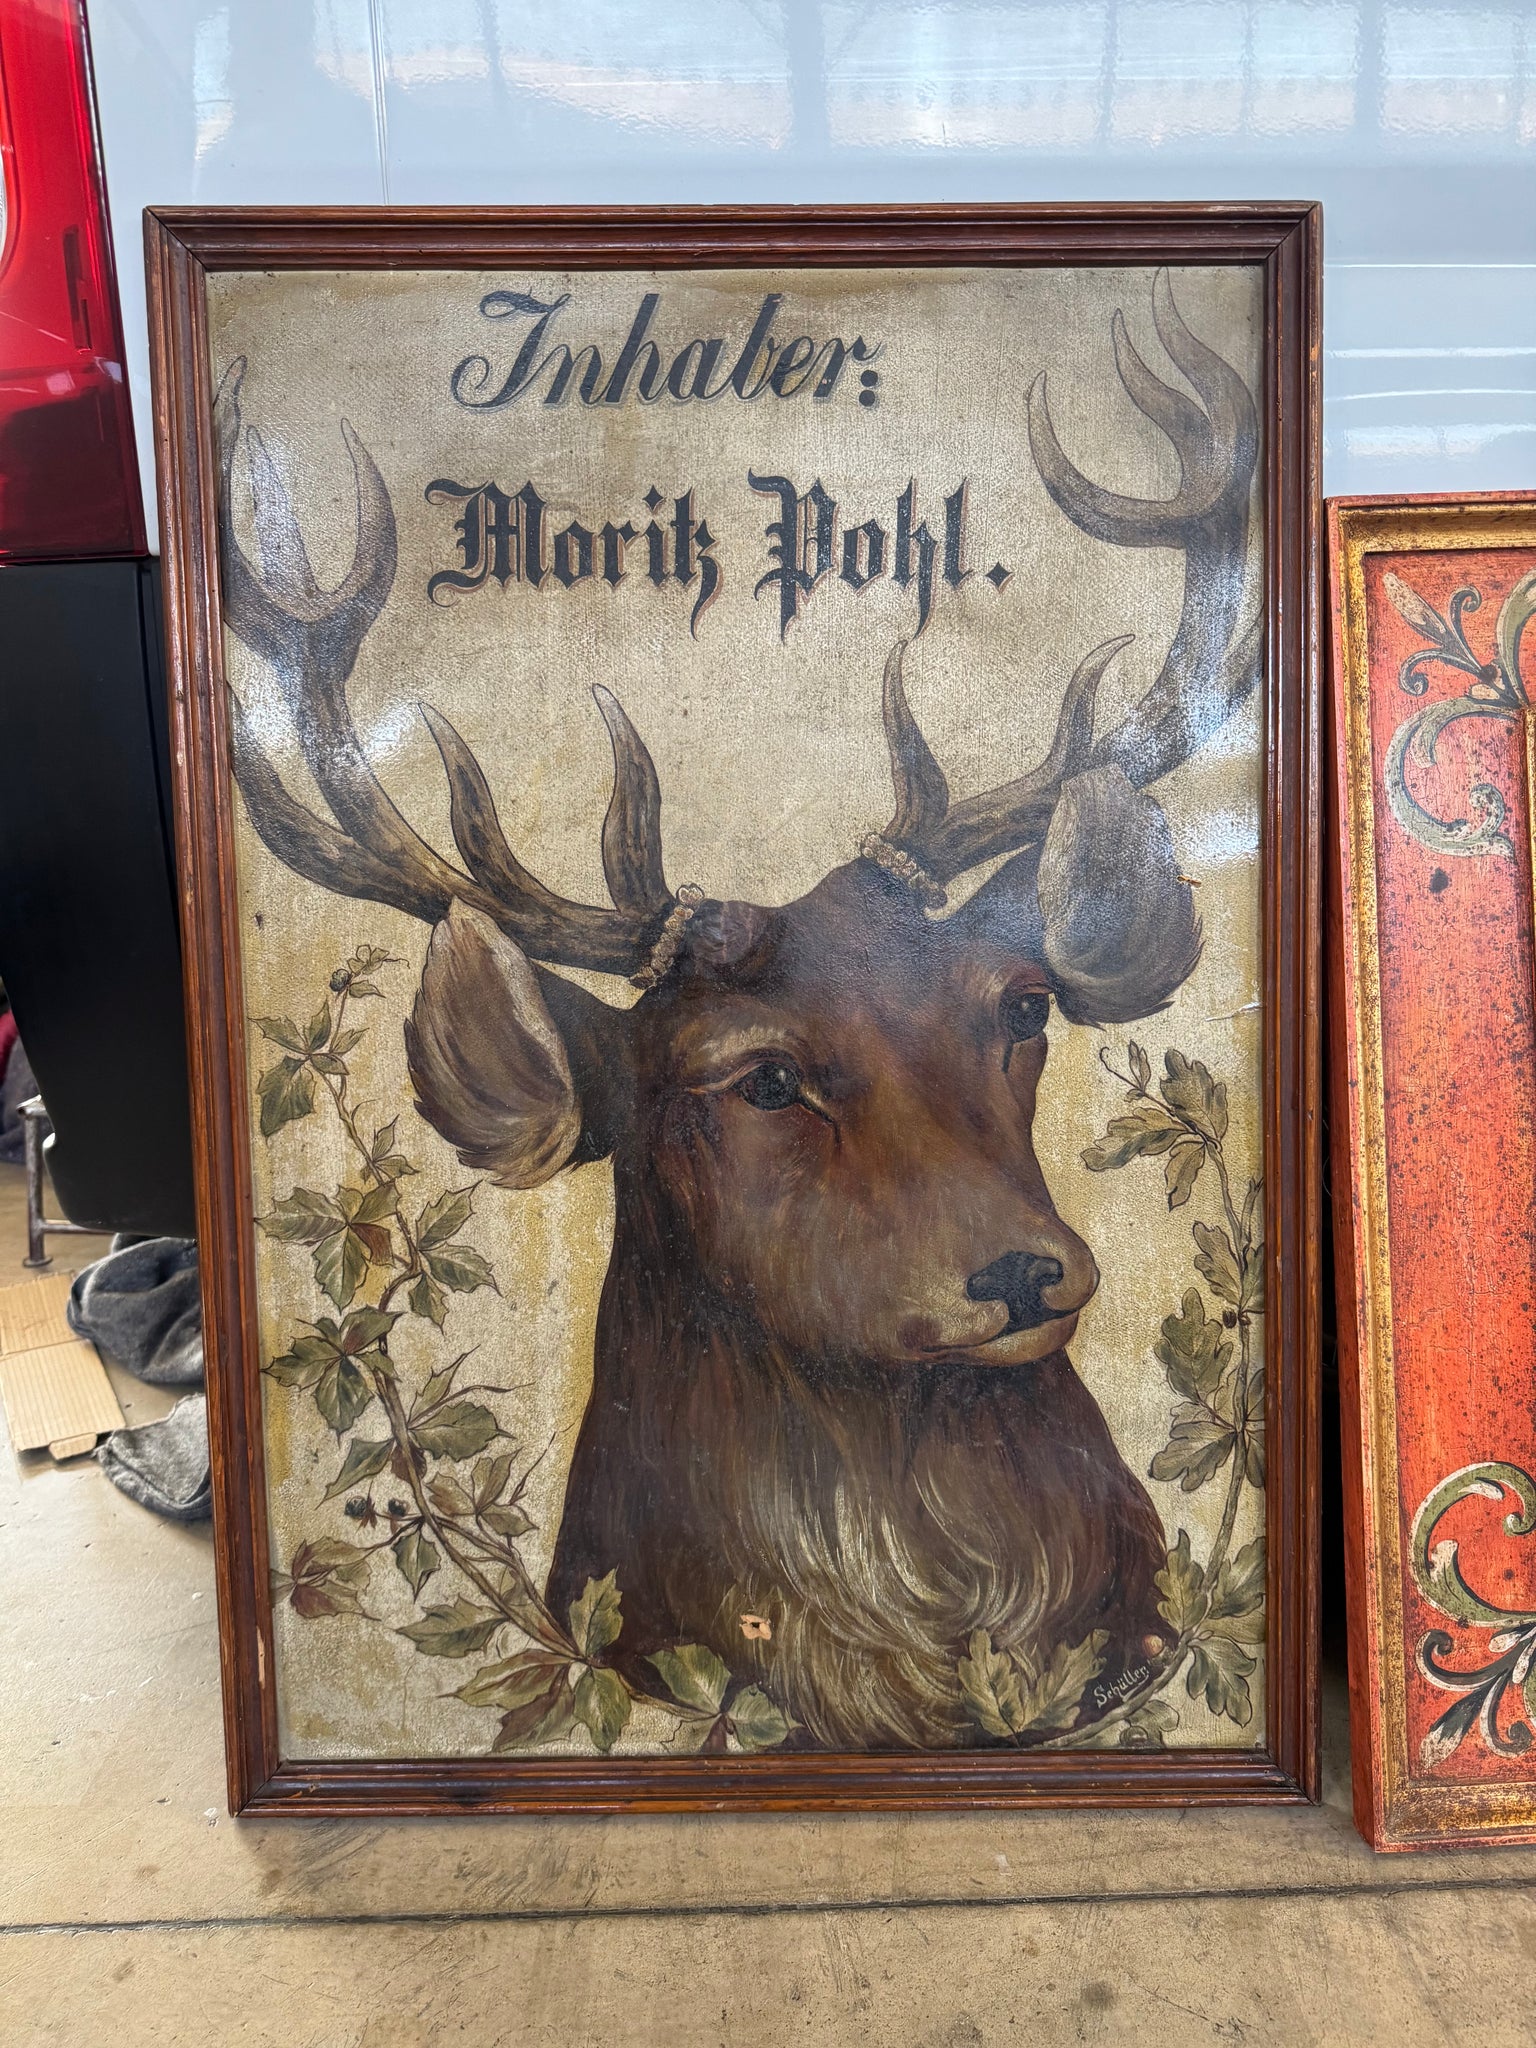 Inhaber:
Moritz Pohl.
Schüller.